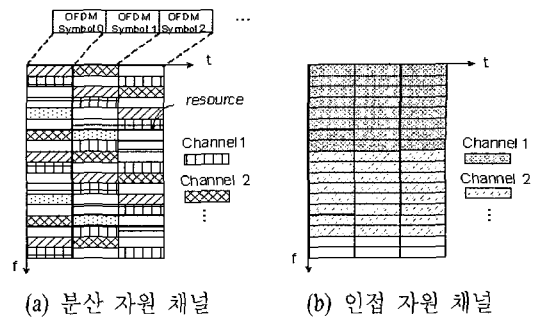 OFDM Symbol 0
OFDM Symbol 1
OFDM Symbol 2
...
t
resource
Channel 1
Channel 2
⋮
f
(a) 분산 자원 채널
t
Channel 1
Channel 2
⋮
f
(b) 인접 자원 채널